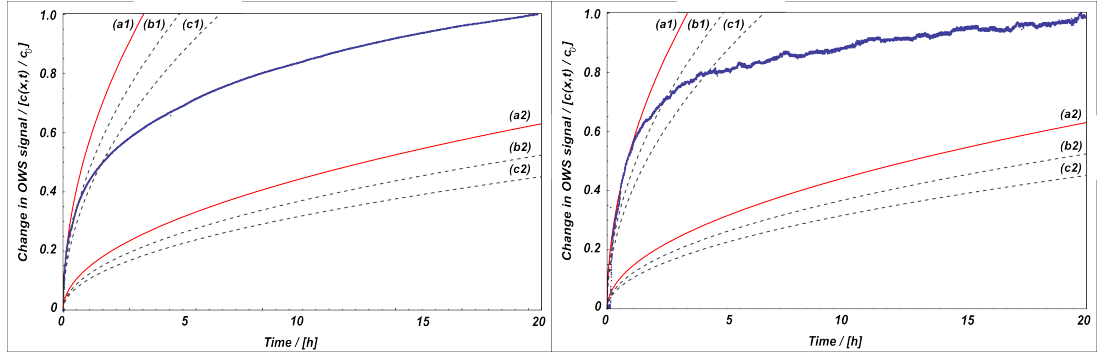 (a1) (b1) (c1)
1.0
0.8
0.6
0.4
0.2
0
Change in OWS signal / [c(x,t) / c0]
(a2)
(b2)
(c2)
0 5 10 15 20
Time / [h]
(a1) (b1) (c1)
1.0
0.8
0.6
0.4
0.2
0
Change in OWS signal / [c(x,t) / c0]
(a2)
(b2)
(c2)
0 5 10 15 20
Time / [h]